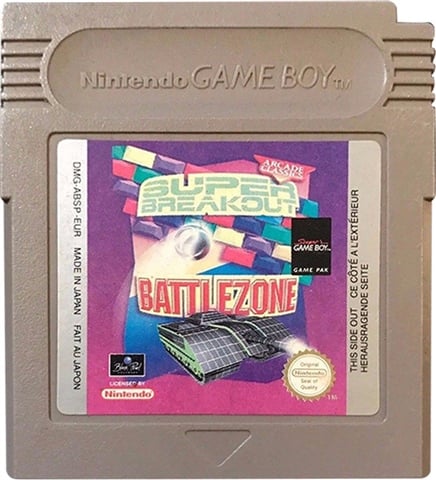 Nintendo GAME BOY TM
ARCADE
CLASSICS
SUPER
BREAKOUT
Super
GAME BOY
GAME PAK
BATTLEZONE
LICENSED BY
Nintendo
Original
Nintendo
Seal of
Quality
DMG-ABSP-EUR MADE IN JAPAN FAIT AU JAPON
THIS SIDE OUT CE CÔTÉ A L'EXTÉRIEUR
HERAUSRAGENDE SEITE